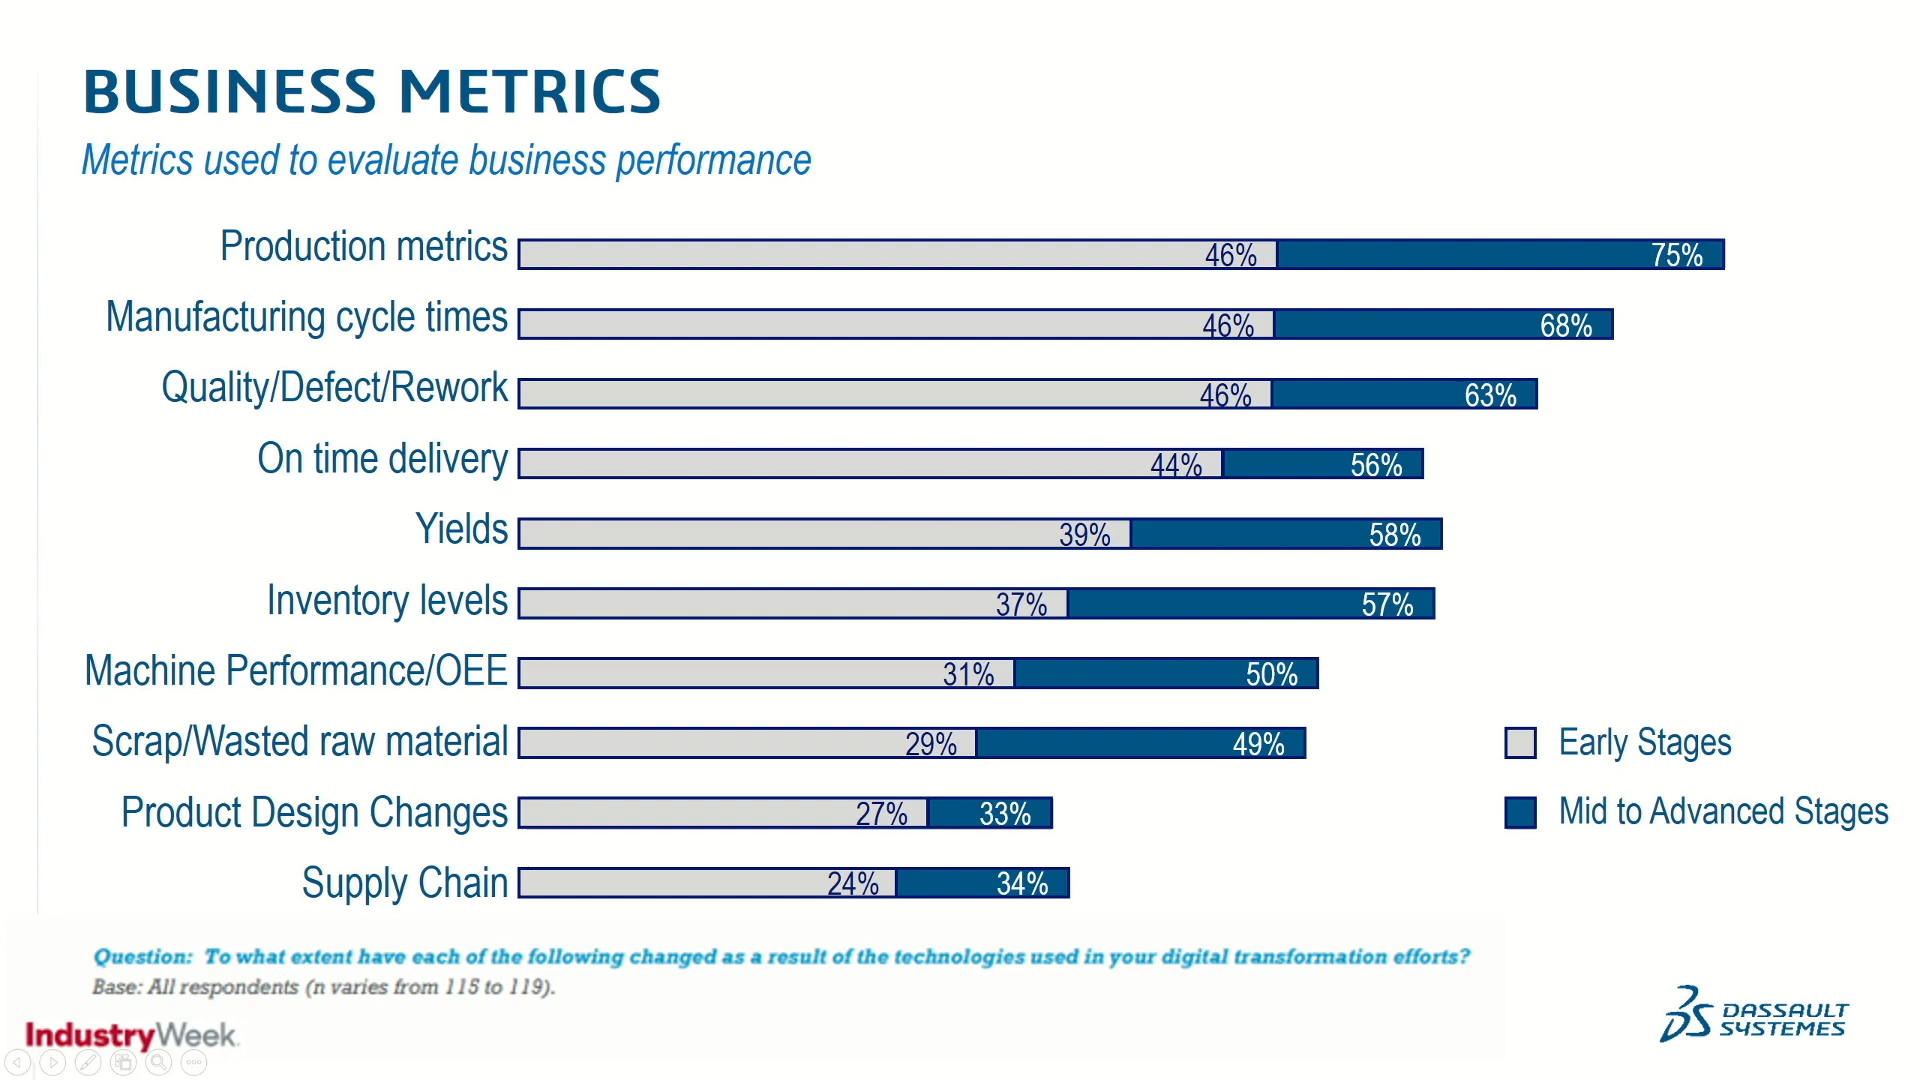 BUSINESS METRICS
Metrics used to evaluate business performance
Production metrics 46% 75%
Manufacturing cycle times 46% 68%
Quality/Defect/Rework 46% 63%
On time delivery 44% 56%
Yields 39% 58%
Inventory levels 37% 57%
Machine Performance/OEE 31% 50%
Scrap/Wasted raw material 29% 49%
Early Stages
Product Design Changes 27% 33%
Mid to Advanced Stages
Supply Chain 24% 34%
Question: To what extent have each of the following changed as a result of the technologies used in your digital transformation efforts?
Base: All respondents (n varies from 115 to 119).
IndustryWeek.
DASSAULT
SYSTEMES